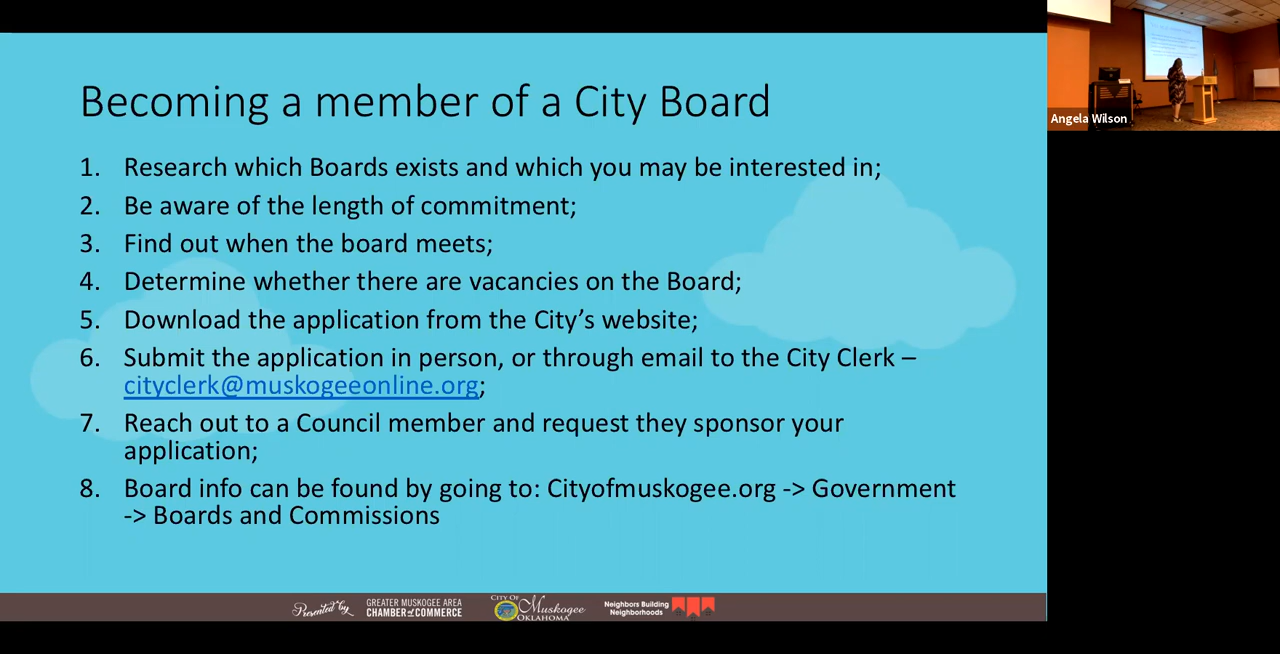 Becoming a member of a City Board
1. Research which Boards exists and which you may be interested in;
2. Be aware of the length of commitment;
3. Find out when the board meets;
4. Determine whether there are vacancies on the Board;
5. Download the application from the City’s website;
6. Submit the application in person, or through email to the City Clerk –
cityclerk@muskogeeonline.org;
7. Reach out to a Council member and request they sponsor your
application;
8. Board info can be found by going to: Cityofmuskogee.org -> Government
-> Boards and Commissions
Presented by
GREATER MUSKOGEE AREA
CHAMBER of COMMERCE
CITY OF
Muskogee
OKLAHOMA
Neighbors Building
Neighborhoods
Angela Wilson